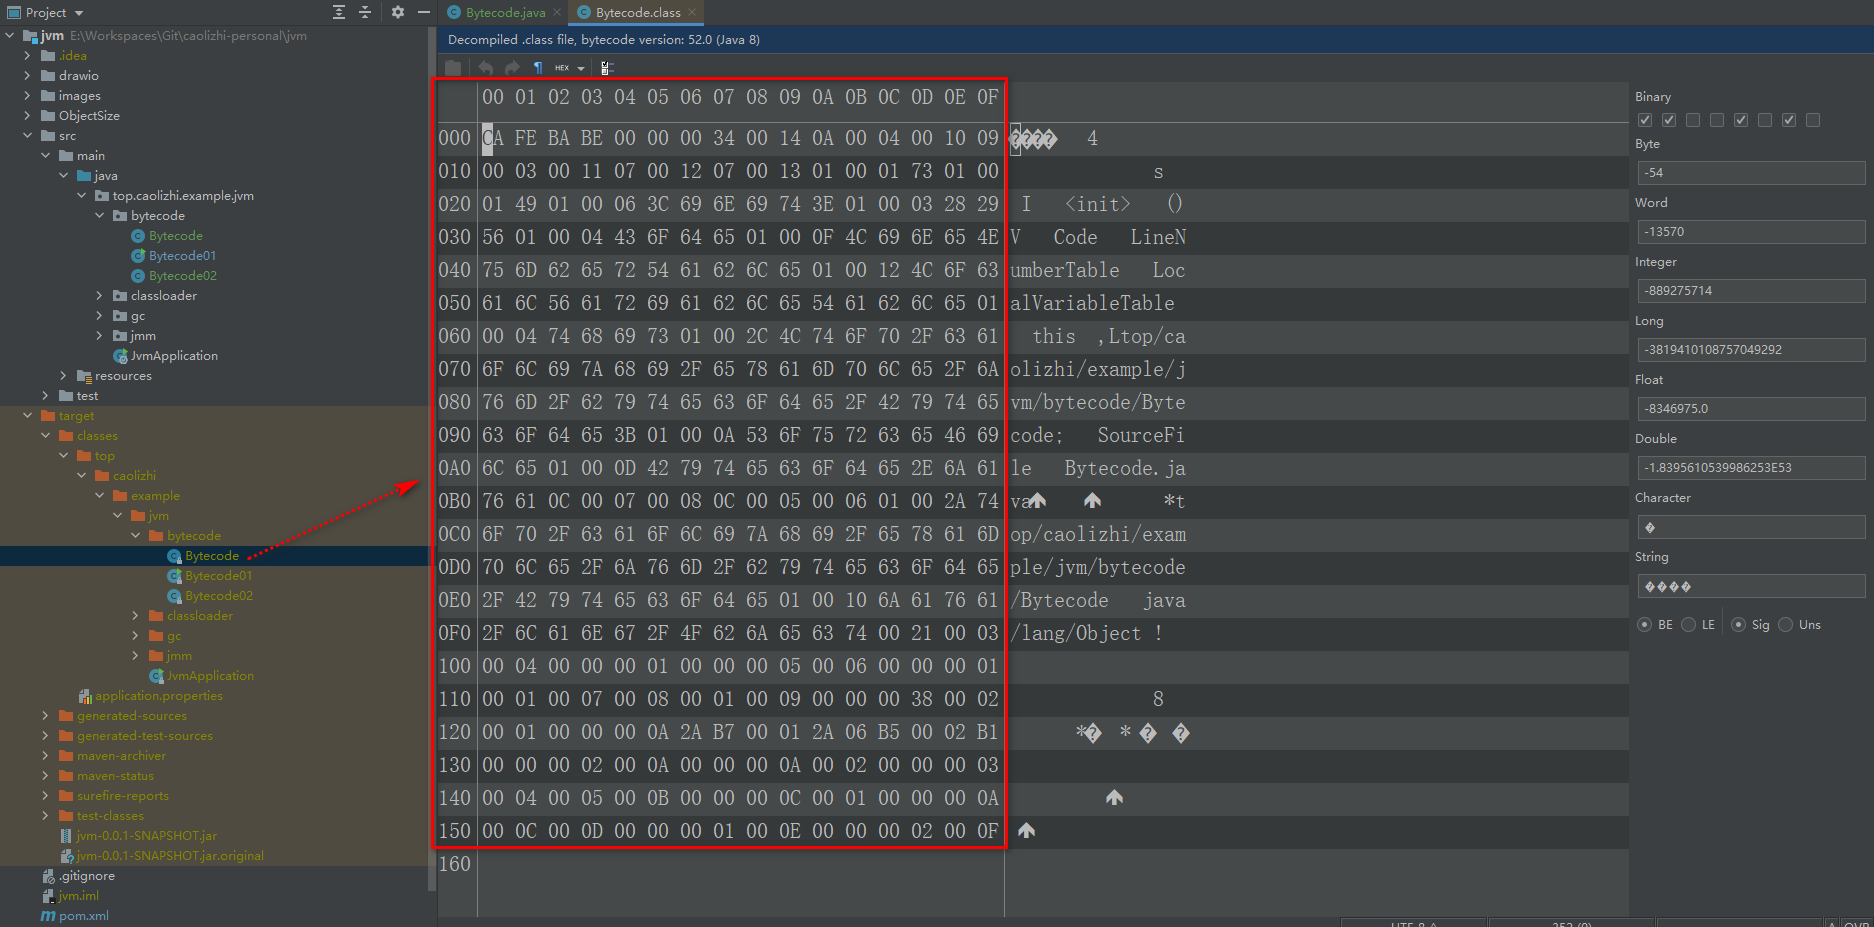 Project
jvm E:\Workspaces\Git\caolizhi-personal\jvm
.idea
drawio
images
ObjectSize
src
main
java
top.caolizhi.example.jvm
bytecode
Bytecode
Bytecode01
Bytecode02
classloader
gc
jmm
JvmApplication
resources
test
target
classes
top
caolizhi
example
jvm
bytecode
Bytecode
Bytecode01
Bytecode02
classloader
gc
jmm
JvmApplication
application.properties
generated-sources
generated-test-sources
maven-archiver
maven-status
surefire-reports
test-classes
jvm-0.0.1-SNAPSHOT.jar
jvm-0.0.1-SNAPSHOT.jar.original
.gitignore
jvm.iml
pom.xml
Bytecode.java
Bytecode.class
Decompiled .class file, bytecode version: 52.0 (Java 8)
HEX
00 01 02 03 04 05 06 07 08 09 0A 0B 0C 0D 0E 0F
000 CA FE BA BE 00 00 00 34 00 14 0A 00 04 00 10 09 ���� 4
010 00 03 00 11 07 00 12 07 00 13 01 00 01 73 01 00 s
020 01 49 01 00 06 3C 69 6E 69 74 3E 01 00 03 28 29 I <init> ()
030 56 01 00 04 43 6F 64 65 01 00 0F 4C 69 6E 65 4E V Code LineN
040 75 6D 62 65 72 54 61 62 6C 65 01 00 12 4C 6F 63 umberTable Loc
050 61 6C 56 61 72 69 61 62 6C 65 54 61 62 6C 65 01 alVariableTable
060 00 04 74 68 69 73 01 00 2C 4C 74 6F 70 2F 63 61 this ,Ltop/ca
070 6F 6C 69 7A 68 69 2F 65 78 61 6D 70 6C 65 2F 6A olizhi/example/j
080 76 6D 2F 62 79 74 65 63 6F 64 65 2F 42 79 74 65 vm/bytecode/Byte
090 63 6F 64 65 3B 01 00 0A 53 6F 75 72 63 65 46 69 code; SourceFi
0A0 6C 65 01 00 0D 42 79 74 65 63 6F 64 65 2E 6A 61 le Bytecode.ja
0B0 76 61 0C 00 07 00 08 0C 00 05 00 06 01 00 2A 74 va *t
0C0 6F 70 2F 63 61 6F 6C 69 7A 68 69 2F 65 78 61 6D op/caolizhi/exam
0D0 70 6C 65 2F 6A 76 6D 2F 62 79 74 65 63 6F 64 65 ple/jvm/bytecode
0E0 2F 42 79 74 65 63 6F 64 65 01 00 10 6A 61 76 61 /Bytecode java
0F0 2F 6C 61 6E 67 2F 4F 62 6A 65 63 74 00 21 00 03 /lang/Object !
100 00 04 00 00 00 01 00 00 00 05 00 06 00 00 00 01
110 00 01 00 07 00 08 00 01 00 09 00 00 00 38 00 02 8
120 00 01 00 00 00 0A 2A B7 00 01 2A 06 B5 00 02 B1 *� * � �
130 00 00 00 02 00 0A 00 00 00 0A 00 02 00 00 00 03
140 00 04 00 05 00 0B 00 00 00 0C 00 01 00 00 00 0A
150 00 0C 00 0D 00 00 00 01 00 0E 00 00 00 02 00 0F
160
Binary
Byte
-54
Word
-13570
Integer
-889275714
Long
-3819410108757049292
Float
-8346975.0
Double
-1.8395610539986253E53
Character
�
String
����
BE LE Sig Uns